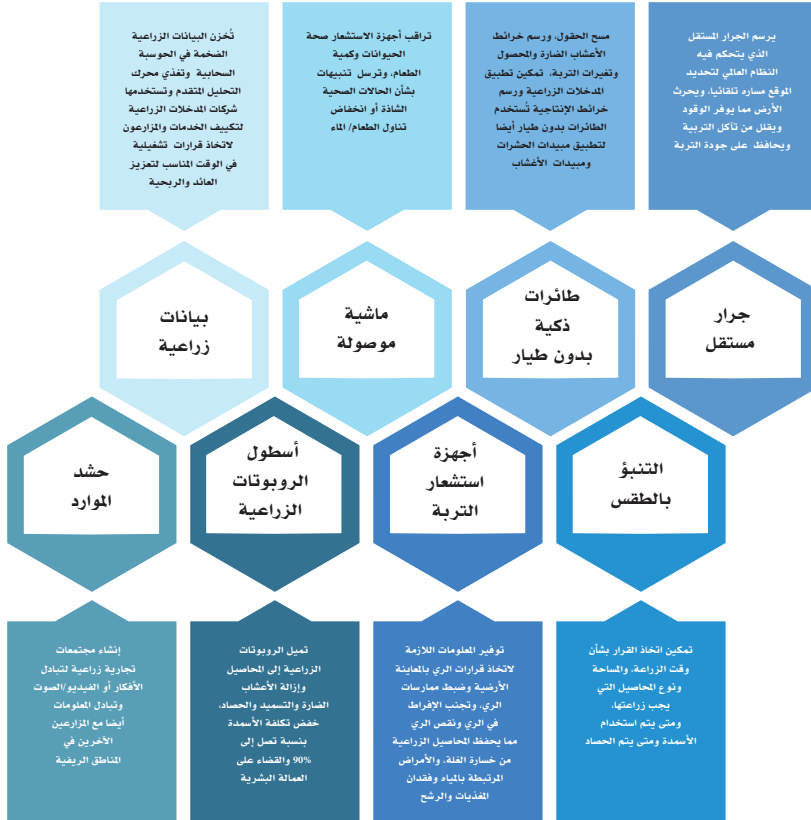 يرسم الجرار المستقل
الذي يتحكم فيه
النظام العالمي لتحديد
الموقع مساره تلقائيا، ويحرث
الأرض مما يوفر الوقود
ويقلل من تآكل التربية
ويحافظ على جودة التربة
مسح الحقول، ورسم خرائط
الأعشاب الضارة والمحصول
وتغيرات التربة، تمكين تطبيق
المدخلات الزراعية ورسم
خرائط الإنتاجية تُستخدم
الطائرات بدون طيار أيضا
لتطبيق مبيدات الحشرات
ومبيدات الأغشاب
تراقب أجهزة الاستشعار صحة
الحيوانات وكمية
الطعام، وترسل تنبيهات
بشأن الحالات الصحية
الشاذة أو انخفاض
تناول الطعام/ الماء
تُخزن البيانات الزراعية
الضخمة في الحوسبة
السحابية وتغذي محرك
التحليل المتقدم وتستخدمها
شركات المدخلات الزراعية
لتكييف الخدمات والمزارعون
لاتخاذ قرارات تشغيلية
في الوقت المناسب لتعزيز
العائد والربحية
جرار
مستقل
طائرات
ذكية
بدون طيار
ماشية
موصولة
بيانات
زراعية
التنبؤ
بالطقس
أجهزة
استشعار
التربة
أسطول
الروبوتات
الزراعية
حشد
الموارد
تمكين اتخاذ القرار بشأن
وقت الزراعة، والمساحة
ونوع المحاصيل التي
يجب زراعتها،
ومتى يتم استخدام
الأسمدة ومتى يتم الحصاد
توفير المعلومات اللازمة
لاتخاذ قرارات الري بالمعاينة
الأرضية وضبط ممارسات
الري، وتجنب الإفراط
في الري ونقص الري
مما يحفظ المحاصيل الزراعية
من خسارة الغلة، والأمراض
المرتبطة بالمياه وفقدان
المغذيات والرشح
تميل الروبوتات
الزراعية إلى المحاصيل
وإزالة الأعشاب
الضارة والتسميد والحصاد،
خفض تكلفة الأسمدة
بنسبة تصل إلى
90% والقضاء على
العمالة البشرية
إنشاء مجتمعات
تجارية زراعية لتبادل
الأفكار أو الفيديو/الصوت
وتبادل المعلومات
أيضا مع المزارعين
الآخرين في
المناطق الريفية